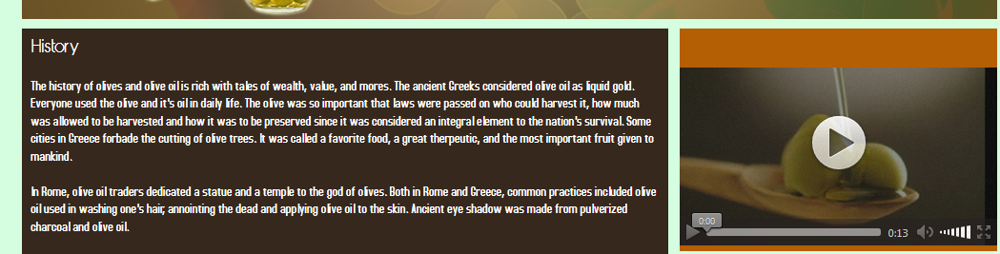 History
The history of olives and olive oil is rich with tales of wealth, value, and mores. The ancient Greeks considered olive oil as liquid gold.
Everyone used the olive and it's oil in daily life. The olive was so important that laws were passed on who could harvest it, how much
was allowed to be harvested and how it was to be preserved since it was considered an integral element to the nation's survival. Some
cities in Greece forbade the cutting of olive trees. It was called a favorite food, a great therpeutic, and the most important fruit given to
mankind.
In Rome, olive oil traders dedicated a statue and a temple to the god of olives. Both in Rome and Greece, common practices included olive
oil used in washing one's hair, annointing the dead and applying olive oil to the skin. Ancient eye shadow was made from pulverized
charcoal and olive oil.
0:00
0:13